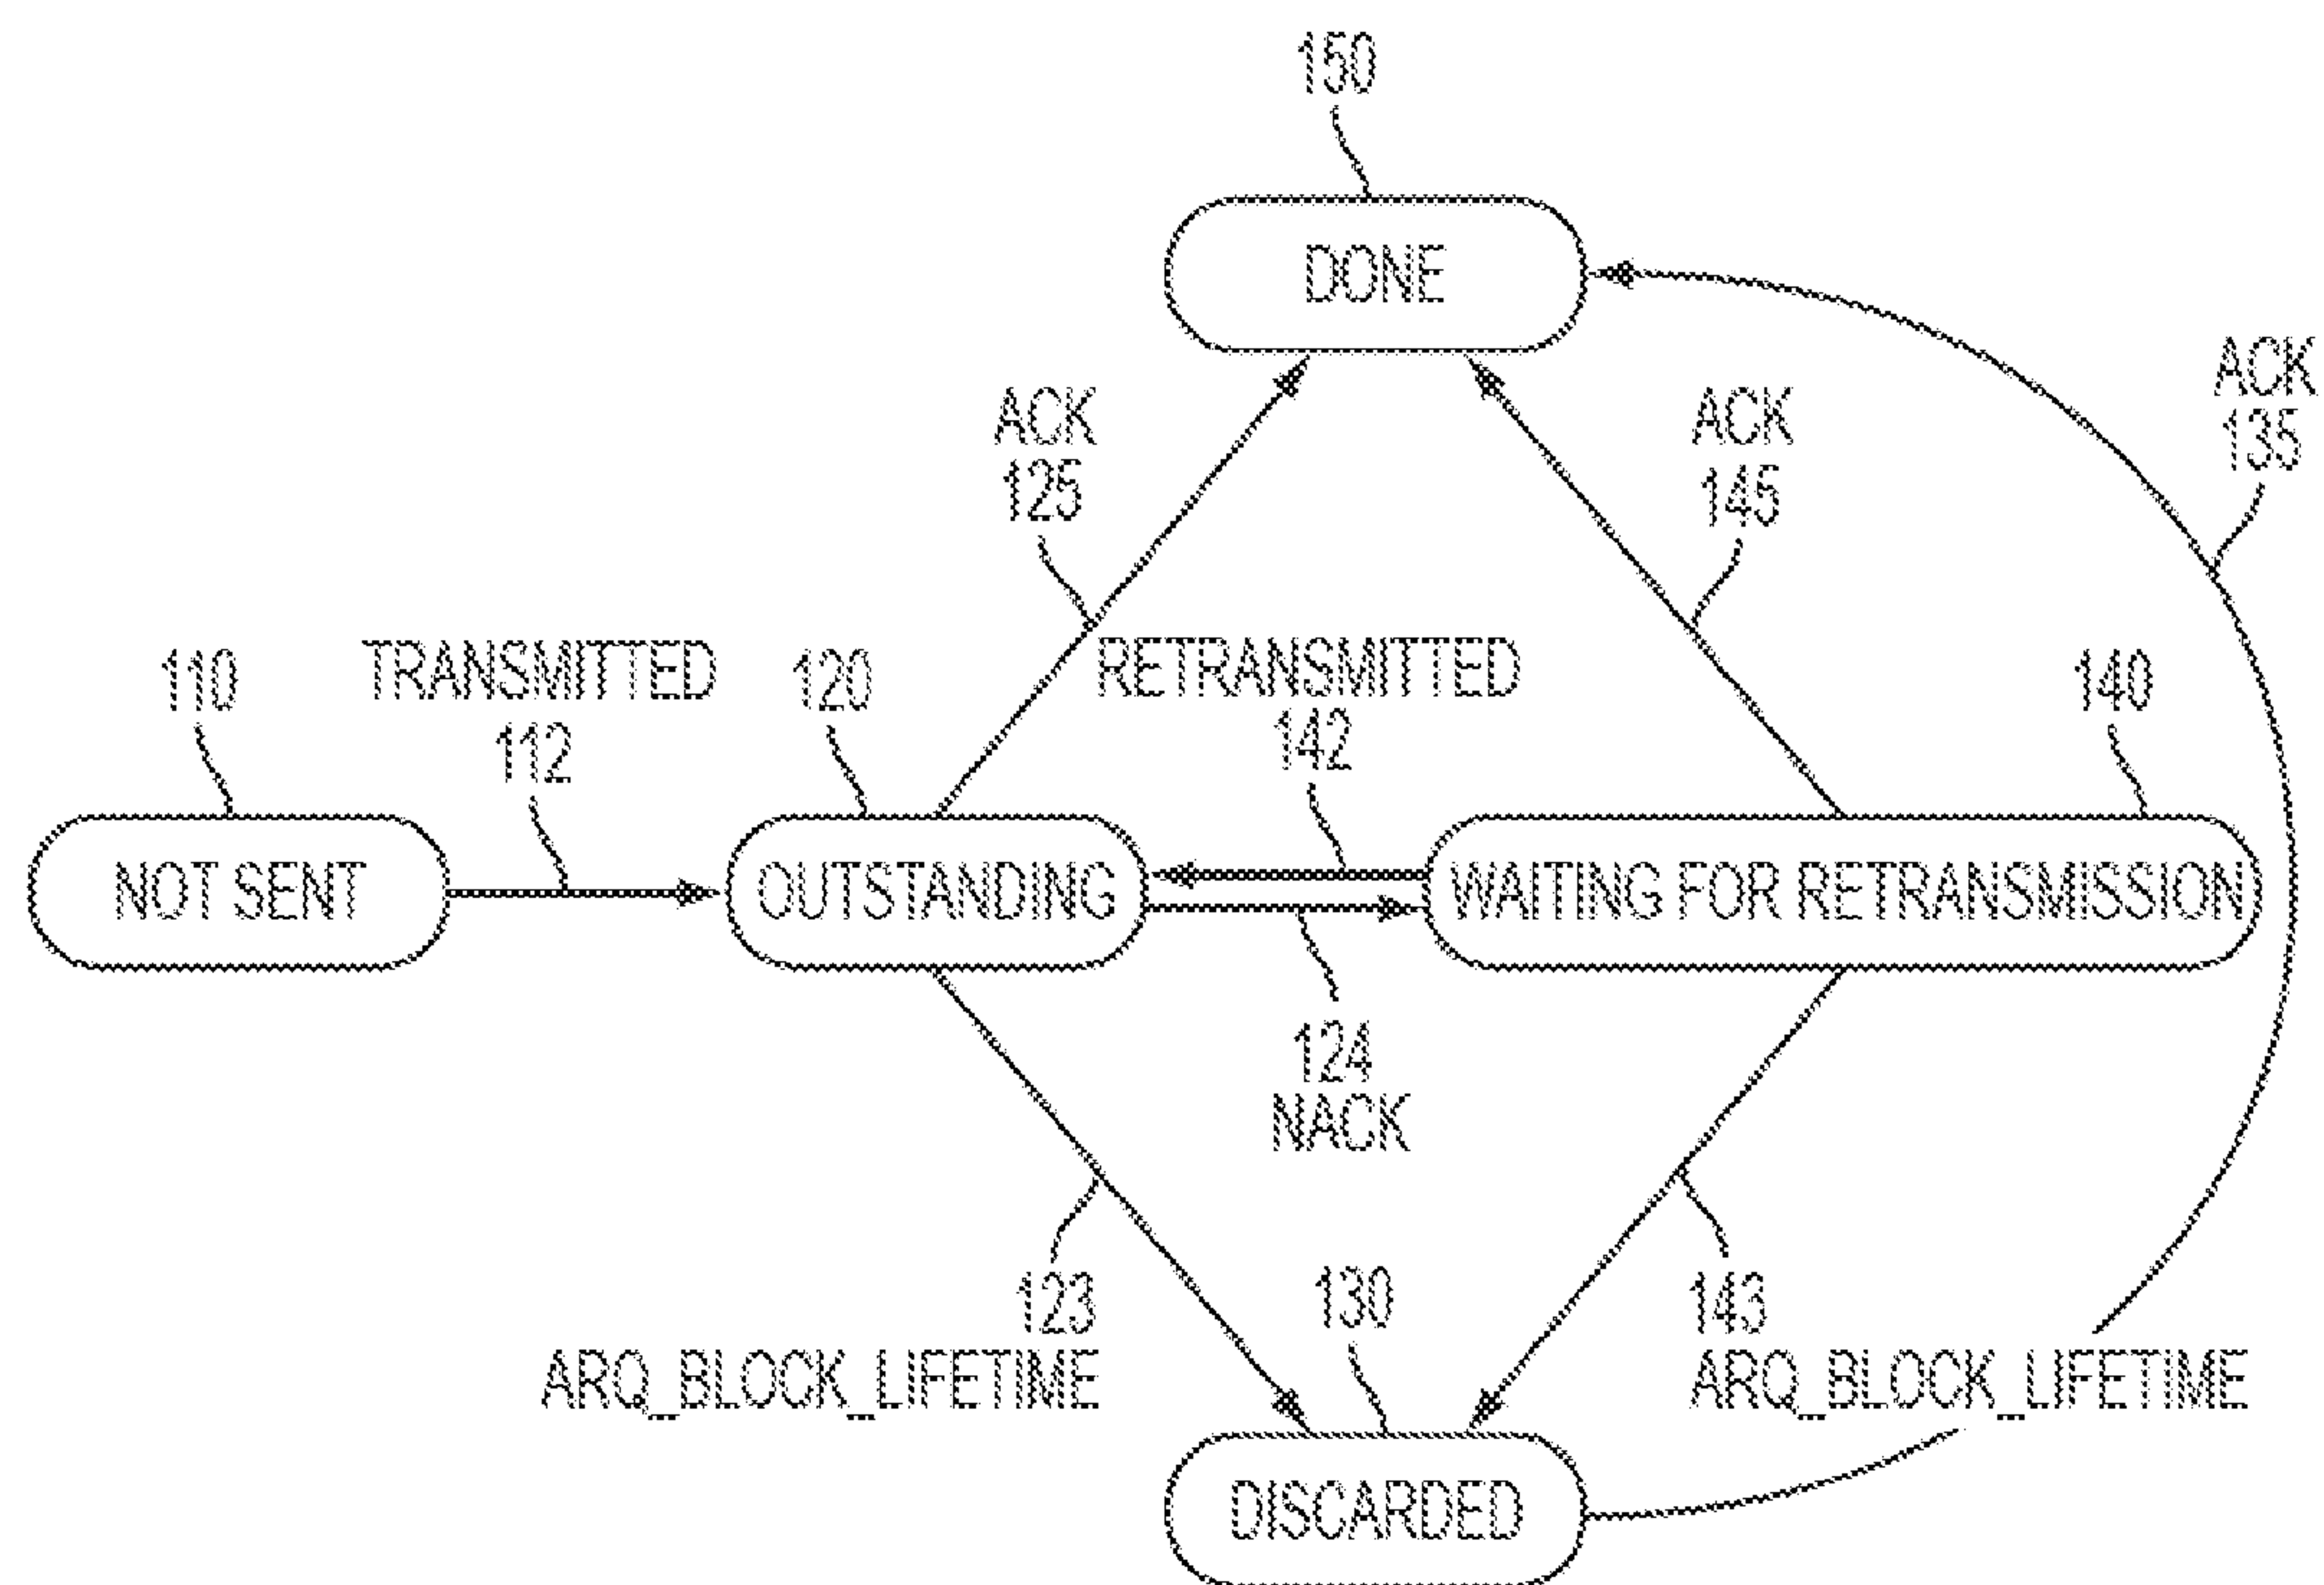 150
DONE
ACK
125
ACK
145
ACK
135
110
TRANSMITTED
112
120
RETRANSMITTED
142
140
NOT SENT
OUTSTANDING
WAITING FOR RETRANSMISSION
124
NACK
123
ARQ_BLOCK_LIFETIME
130
143
ARQ_BLOCK_LIFETIME
DISCARDED